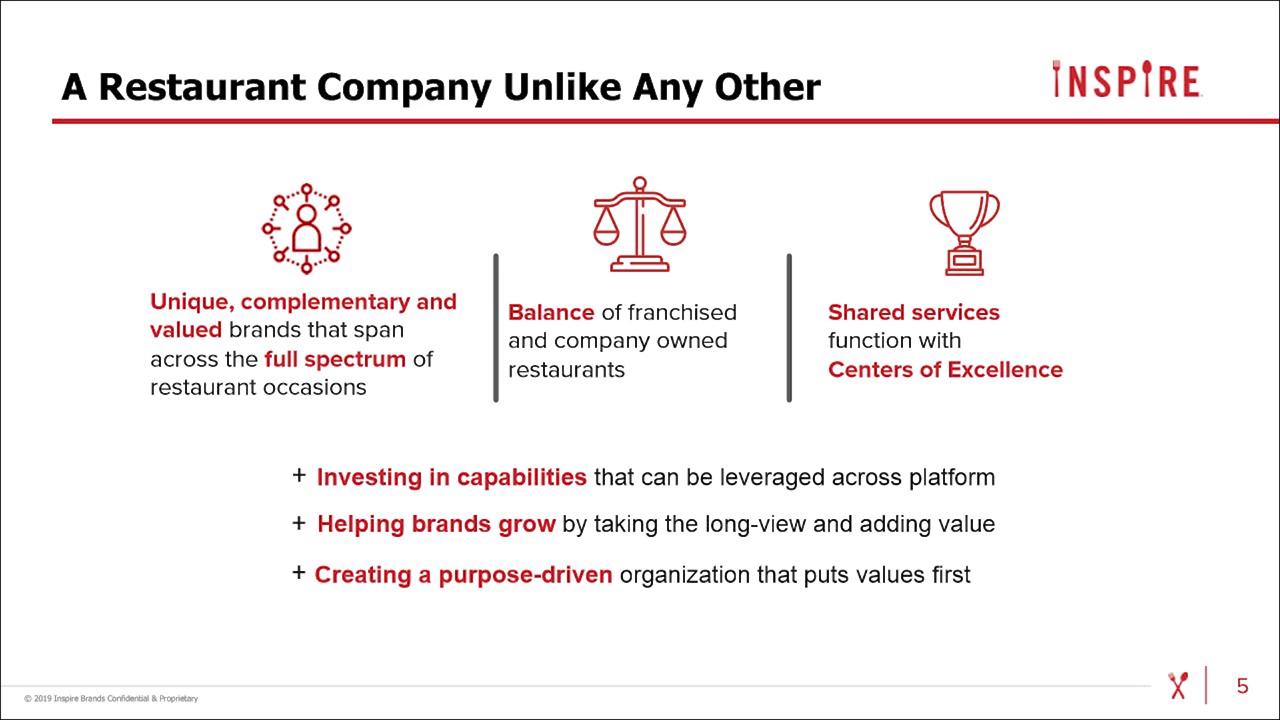 A Restaurant Company Unlike Any Other
INSPIRE
Unique, complementary and
valued brands that span
across the full spectrum of
restaurant occasions
Balance of franchised
and company owned
restaurants
Shared services
function with
Centers of Excellence
+ Investing in capabilities that can be leveraged across platform
+ Helping brands grow by taking the long-view and adding value
+ Creating a purpose-driven organization that puts values first
© 2019 Inspire Brands Confidential & Proprietary
5